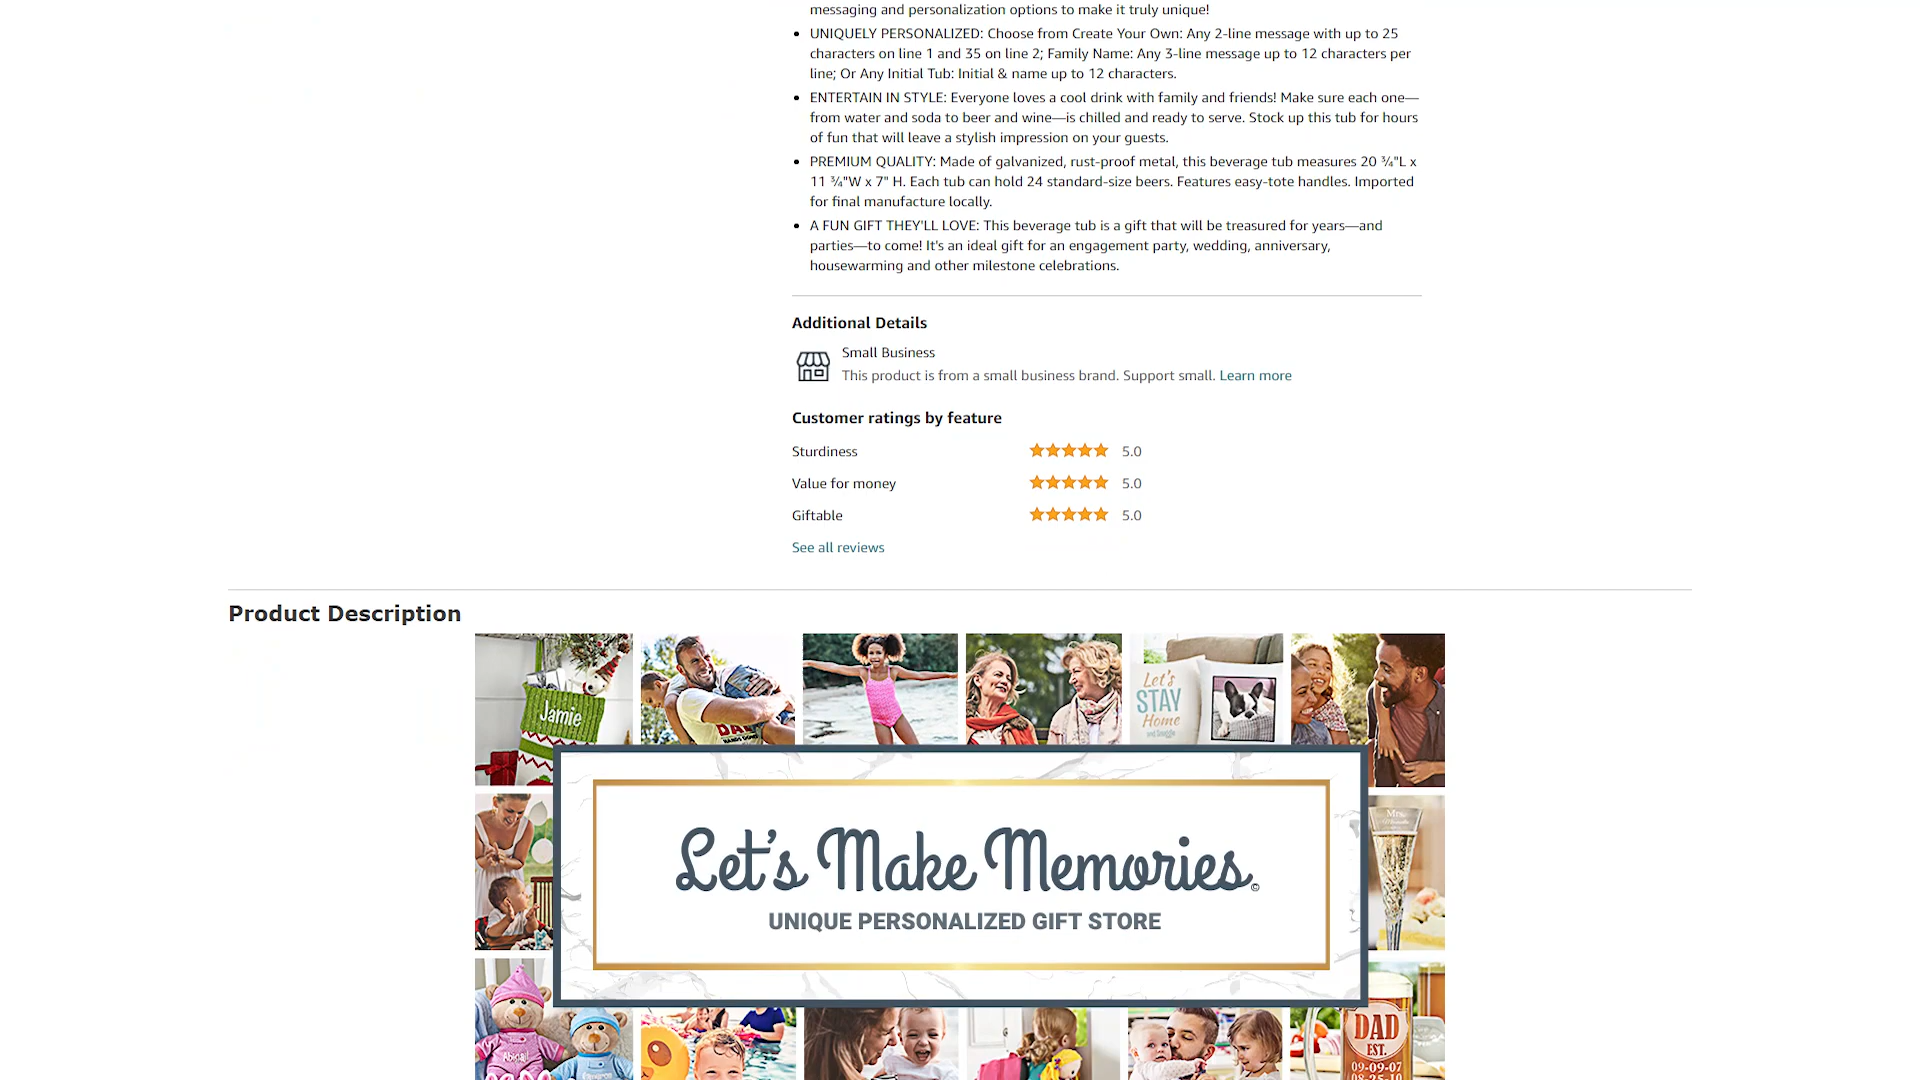 messaging and personalization options to make it truly unique!
• UNIQUELY PERSONALIZED: Choose from Create Your Own: Any 2-line message with up to 25
characters on line 1 and 35 on line 2; Family Name: Any 3-line message up to 12 characters per
line; Or Any Initial Tub: Initial & name up to 12 characters.
• ENTERTAIN IN STYLE: Everyone loves a cool drink with family and friends! Make sure each one—
from water and soda to beer and wine—is chilled and ready to serve. Stock up this tub for hours
of fun that will leave a stylish impression on your guests.
• PREMIUM QUALITY: Made of galvanized, rust-proof metal, this beverage tub measures 20 ¾"L x
11 ¾"W x 7" H. Each tub can hold 24 standard-size beers. Features easy-tote handles. Imported
for final manufacture locally.
• A FUN GIFT THEY'LL LOVE: This beverage tub is a gift that will be treasured for years—and
parties—to come! It's an ideal gift for an engagement party, wedding, anniversary,
housewarming and other milestone celebrations.
Additional Details
Small Business
This product is from a small business brand. Support small. Learn more
Customer ratings by feature
Sturdiness 5.0
Value for money 5.0
Giftable 5.0
See all reviews
Product Description
Jamie
Let's
STAY
Home
and Snuggle
Let's Make Memories.©
UNIQUE PERSONALIZED GIFT STORE
Mrs.
Abigail
DAD
EST.
09-09-07
08-25-10